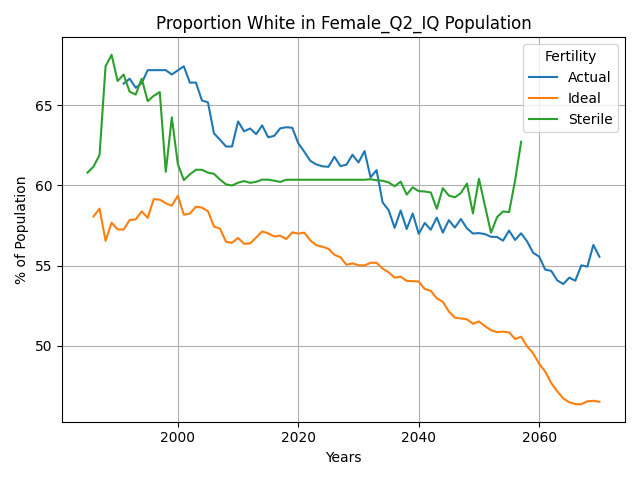 Proportion White in Female_Q2_IQ Population
Fertility
Actual
Ideal
Sterile
% of Population
65
60
55
50
2000
2020
2040
2060
Years